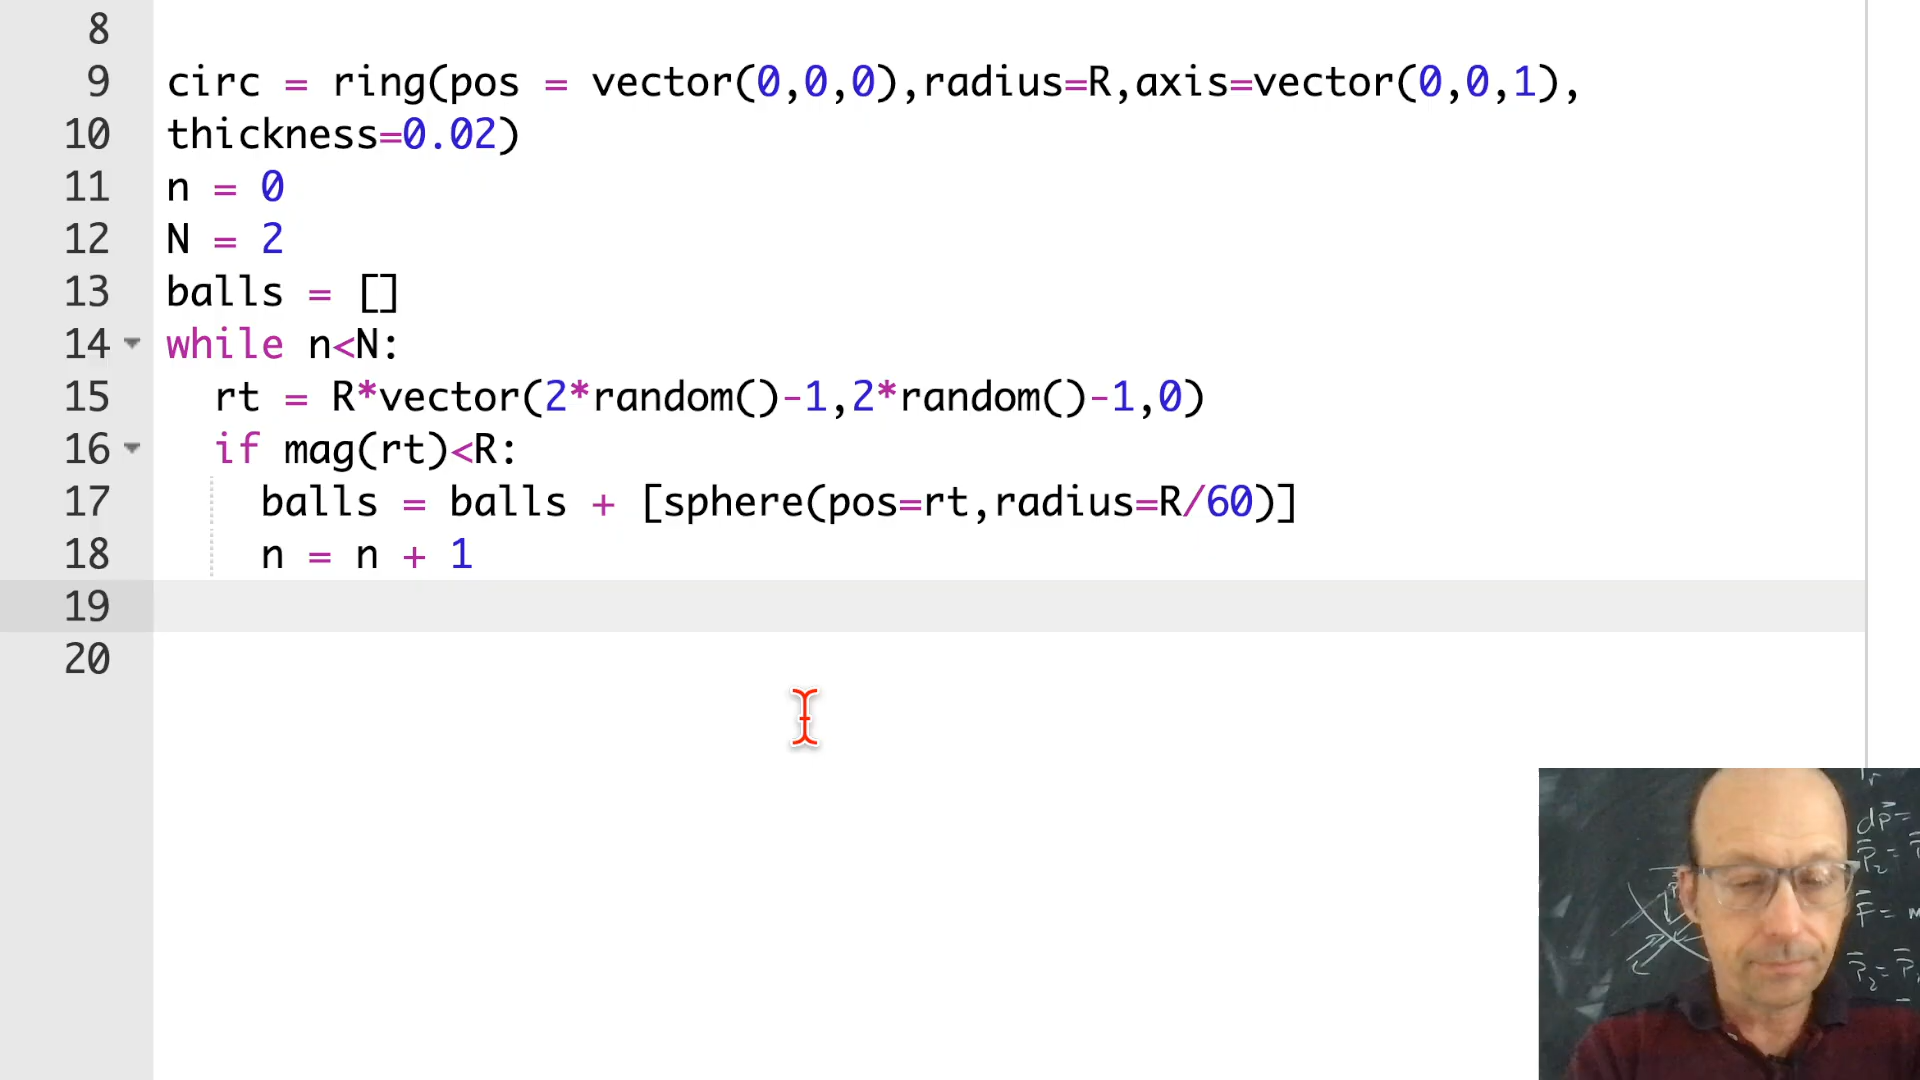 8
9 circ = ring(pos = vector(0,0,0),radius=R,axis=vector(0,0,1),
10 thickness=0.02)
11 n = 0
12 N = 2
13 balls = []
14 while n<N:
15 rt = R*vector(2*random()-1,2*random()-1,0)
16 if mag(rt)<R:
17 balls = balls + [sphere(pos=rt,radius=R/60)]
18 n = n + 1
19
20
dp̄=
F̄ =